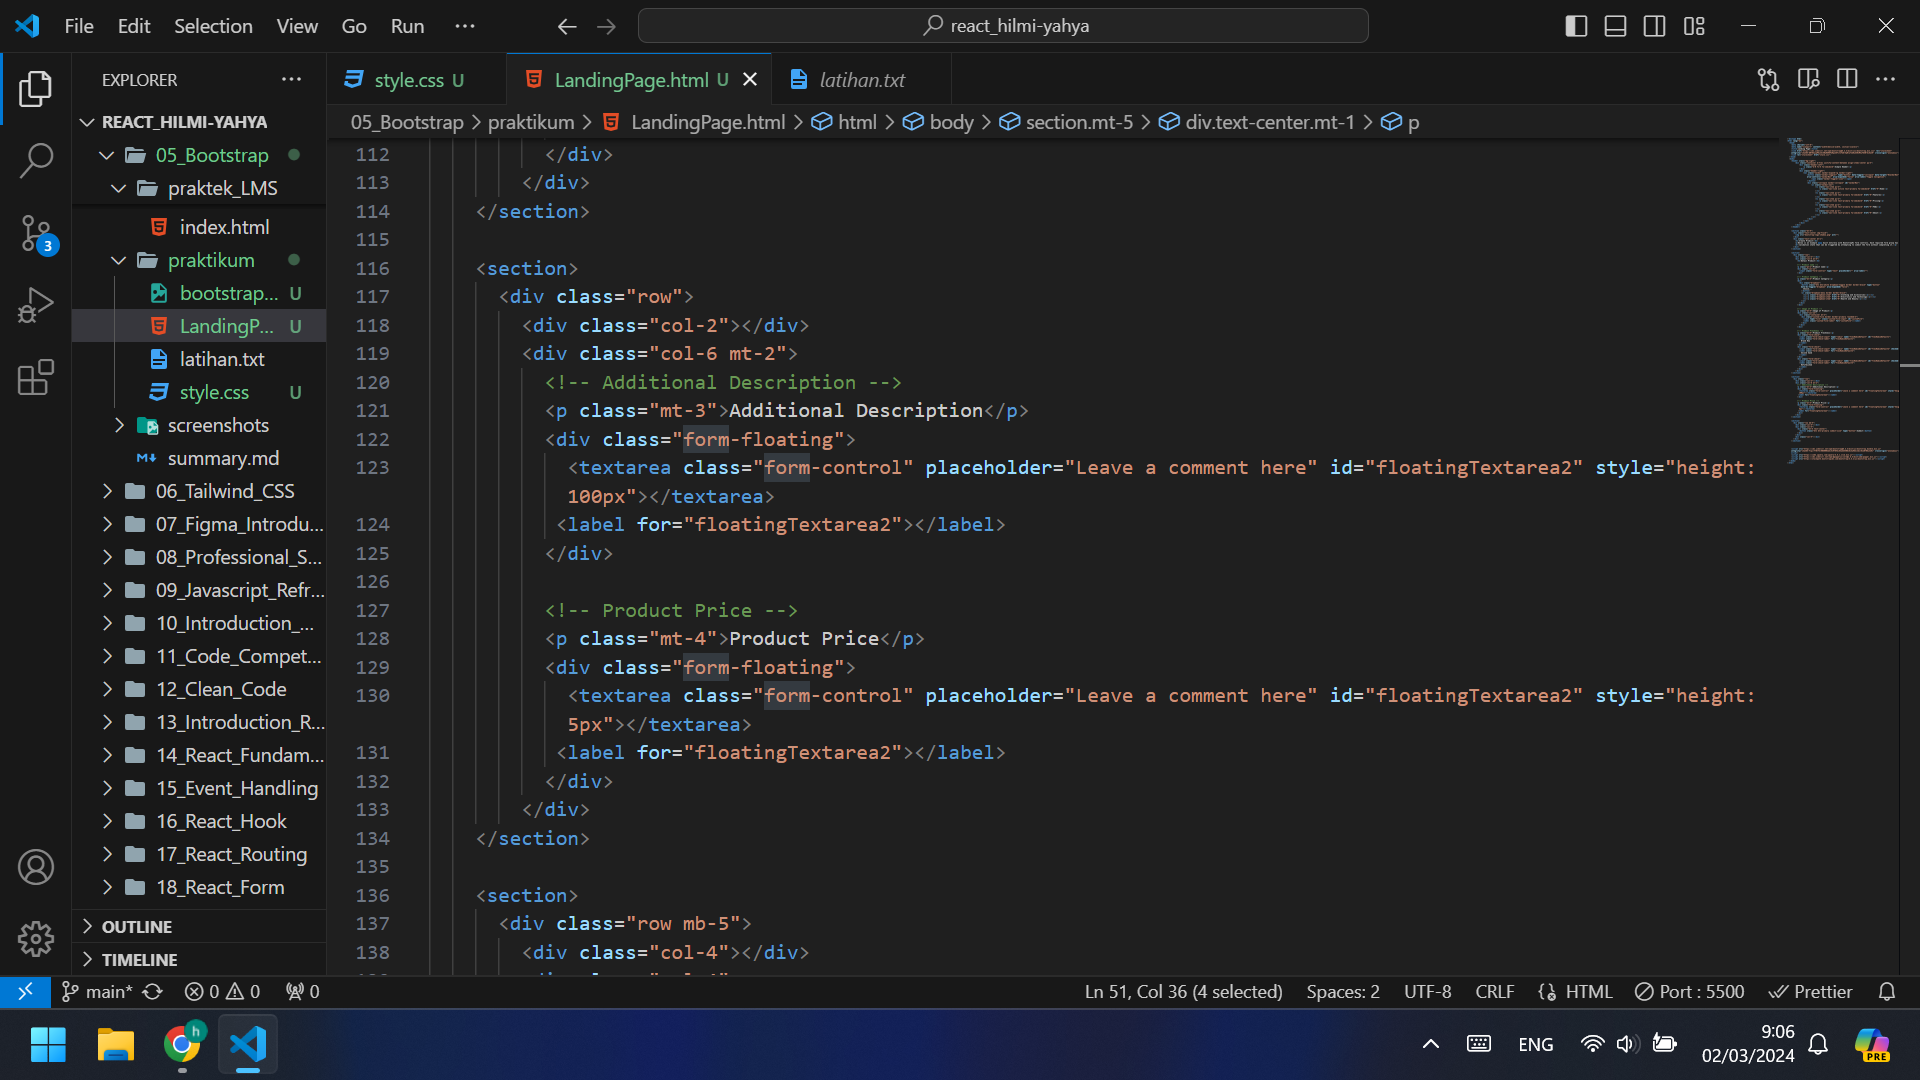 File Edit Selection View Go Run ··· react_hilmi-yahya
EXPLORER ···
REACT_HILMI-YAHYA
05_Bootstrap
praktek_LMS
index.html
praktikum
bootstrap... U
LandingP... U
latihan.txt
style.css U
screenshots
summary.md
06_Tailwind_CSS
07_Figma_Introdu...
08_Professional_S...
09_Javascript_Refr...
10_Introduction_...
11_Code_Compet...
12_Clean_Code
13_Introduction_R...
14_React_Fundam...
15_Event_Handling
16_React_Hook
17_React_Routing
18_React_Form
OUTLINE
TIMELINE
3
style.css U LandingPage.html U latihan.txt
05_Bootstrap > praktikum > LandingPage.html > html > body > section.mt-5 > div.text-center.mt-1 > p
112 </div>
113 </div>
114 </section>
115
116 <section>
117 <div class="row">
118 <div class="col-2"></div>
119 <div class="col-6 mt-2">
120 <!-- Additional Description -->
121 <p class="mt-3">Additional Description</p>
122 <div class="form-floating">
123 <textarea class="form-control" placeholder="Leave a comment here" id="floatingTextarea2" style="height:
100px"></textarea>
124 <label for="floatingTextarea2"></label>
125 </div>
126
127 <!-- Product Price -->
128 <p class="mt-4">Product Price</p>
129 <div class="form-floating">
130 <textarea class="form-control" placeholder="Leave a comment here" id="floatingTextarea2" style="height:
5px"></textarea>
131 <label for="floatingTextarea2"></label>
132 </div>
133 </div>
134 </section>
135
136 <section>
137 <div class="row mb-5">
138 <div class="col-4"></div>
main* 0 0 0 Ln 51, Col 36 (4 selected) Spaces: 2 UTF-8 CRLF HTML Port : 5500 Prettier
h ENG 9:06
02/03/2024
PRE